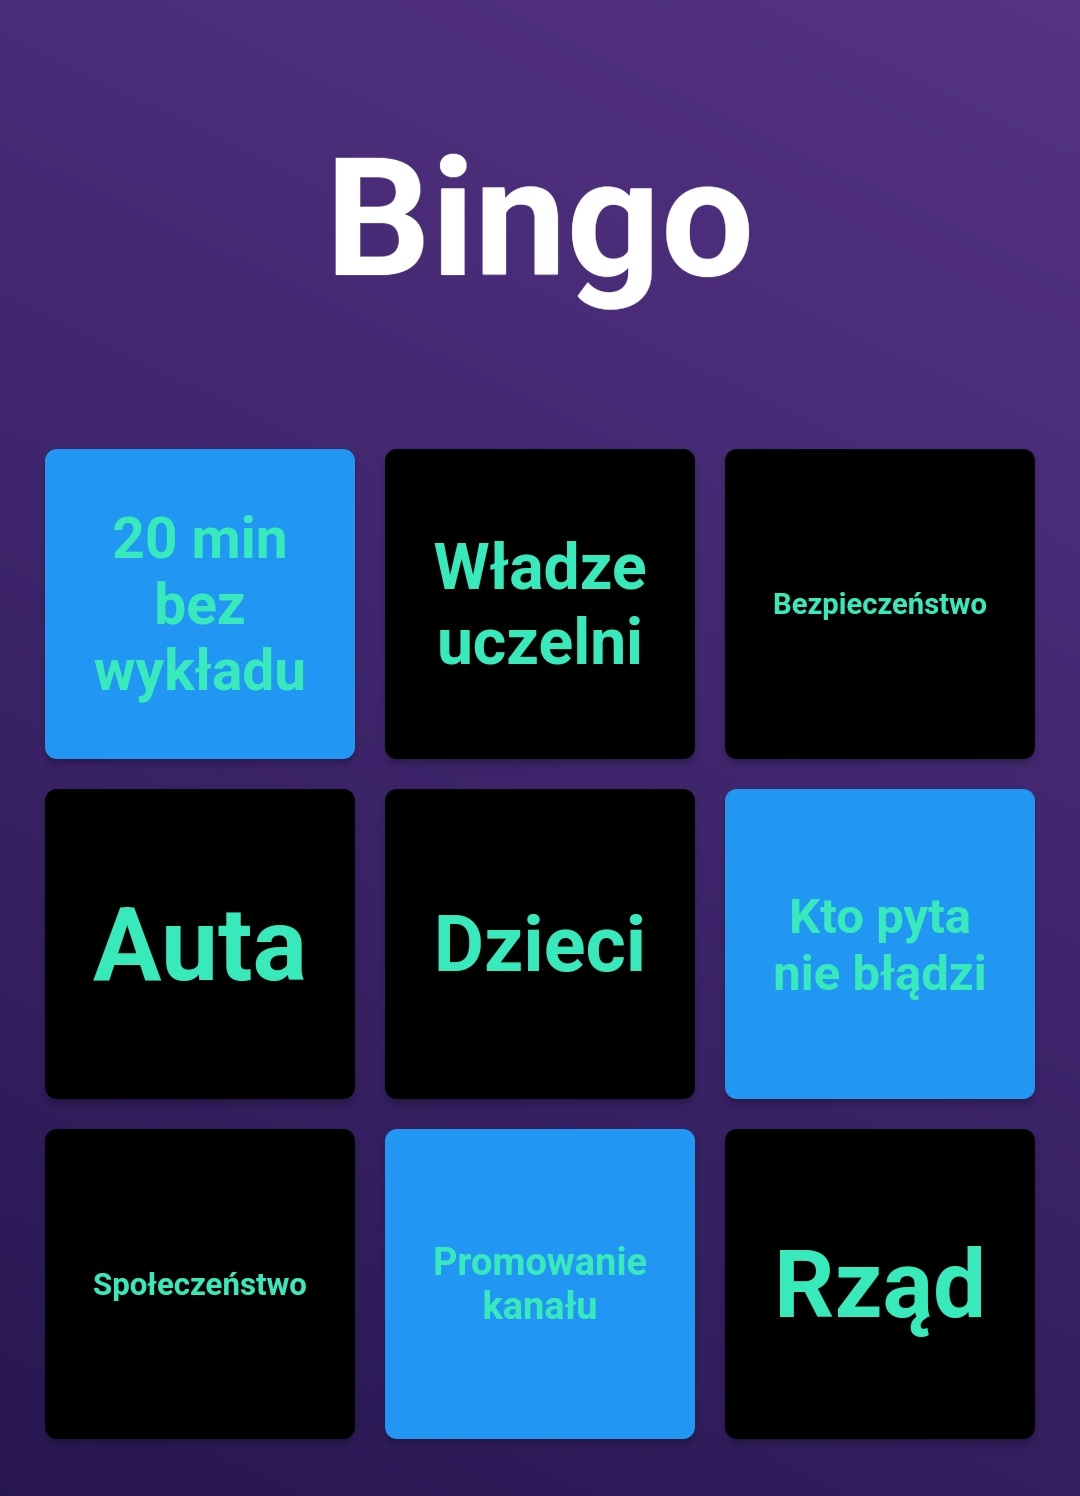 Bingo
20 min
bez
wykładu
Władze
uczelni
Bezpieczeństwo
Auta
Dzieci
Kto pyta
nie błądzi
Społeczeństwo
Promowanie
kanału
Rząd